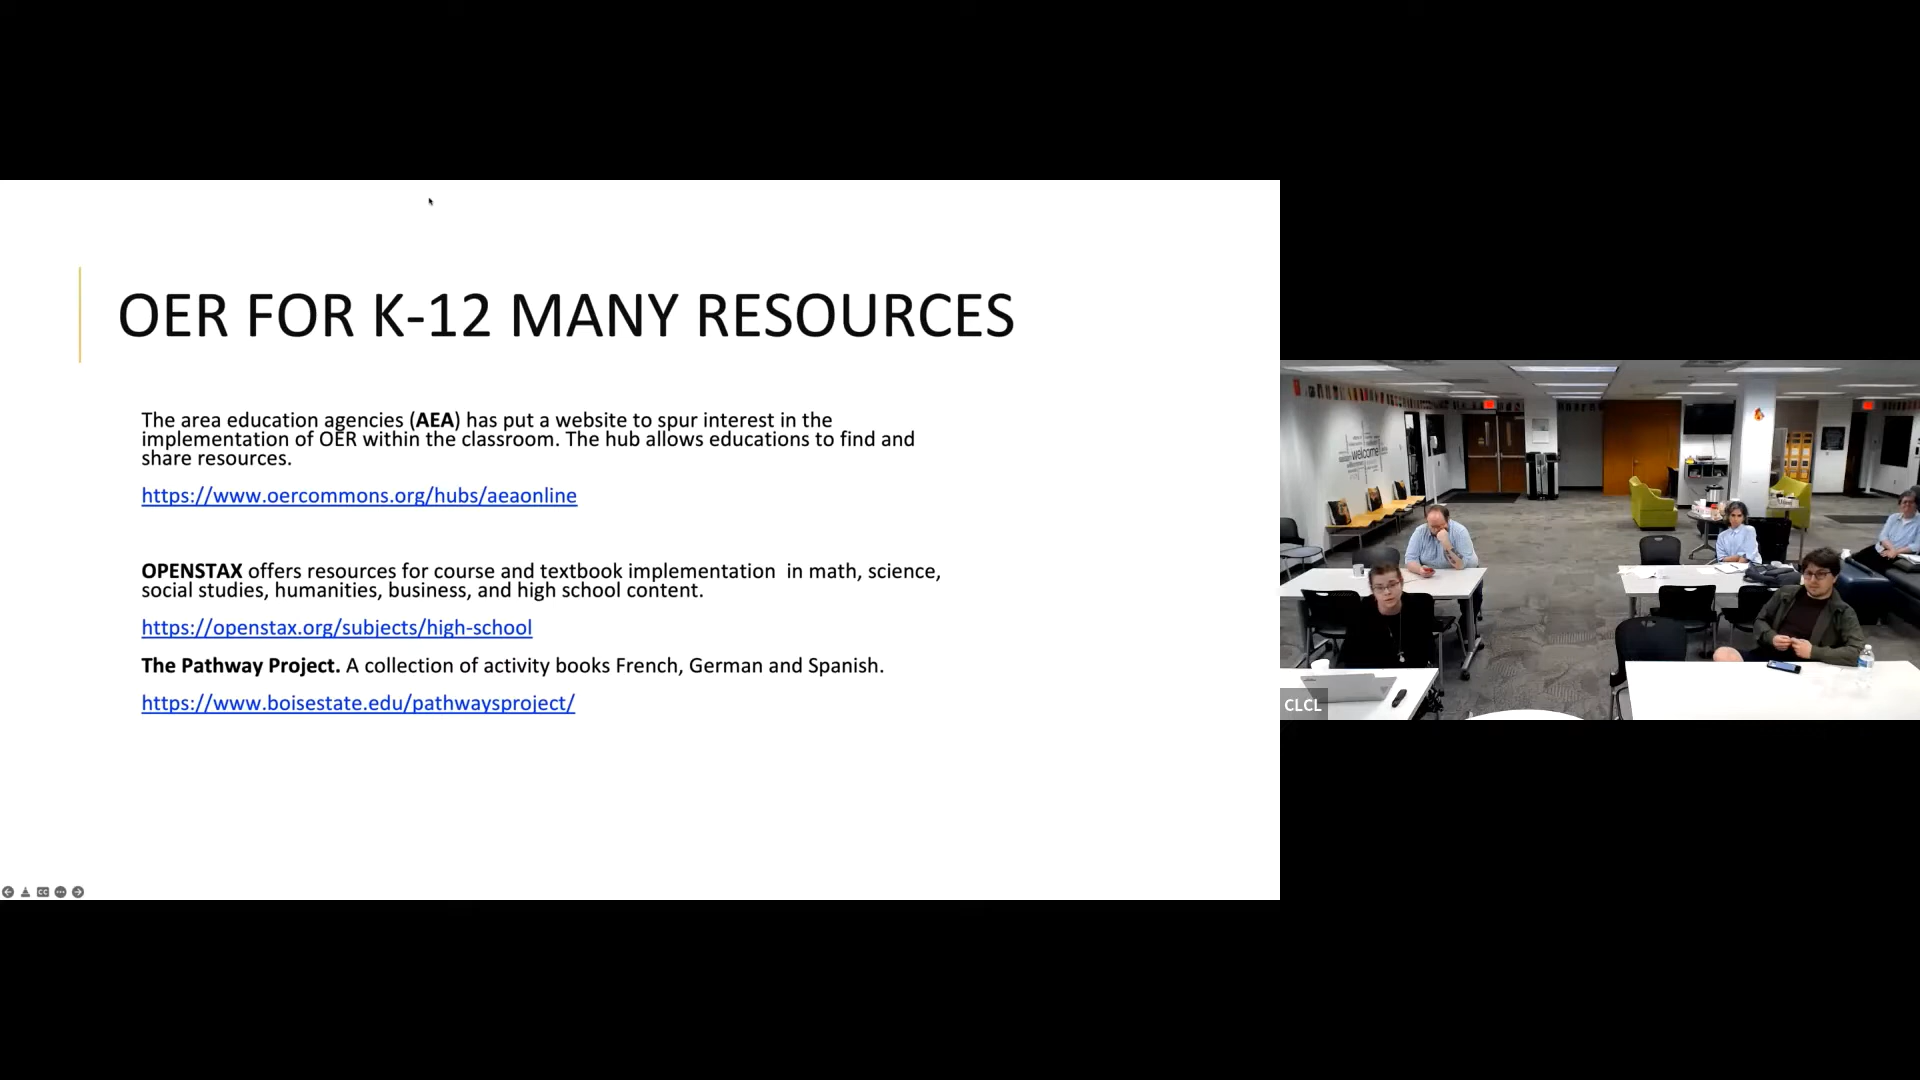 OER FOR K-12 MANY RESOURCES
The area education agencies (AEA) has put a website to spur interest in the
implementation of OER within the classroom. The hub allows educations to find and
share resources.
https://www.oercommons.org/hubs/aeaonline
OPENSTAX offers resources for course and textbook implementation  in math, science,
social studies, humanities, business, and high school content.
https://openstax.org/subjects/high-school
The Pathway Project. A collection of activity books French, German and Spanish.
https://www.boisestate.edu/pathwaysproject/
welcome
CLCL